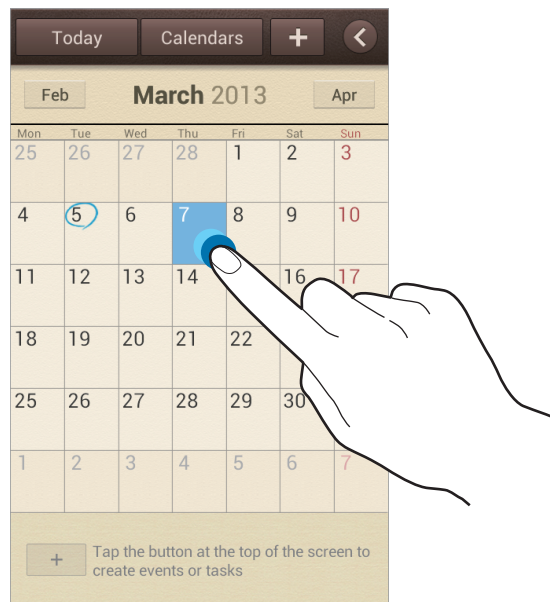 Today Calendars +
Feb March 2013 Apr
Mon Tue Wed Thu Fri Sat Sun
25 26 27 28 1 2 3
4 5 6 7 8 9 10
11 12 13 14 16 17
18 19 20 21 22
25 26 27 28 29 30
1 2 3 4 5 6 7
+ Tap the button at the top of the screen to
create events or tasks